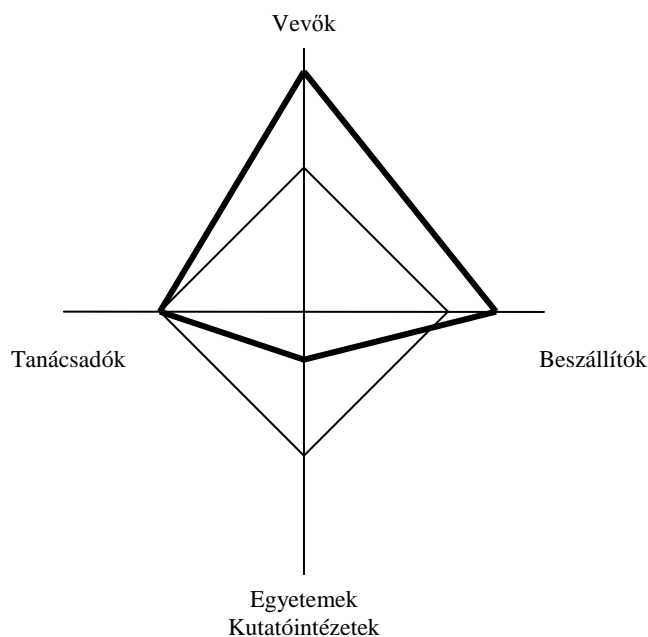 Vevők
Tanácsadók
Beszállítók
Egyetemek
Kutatóintézetek